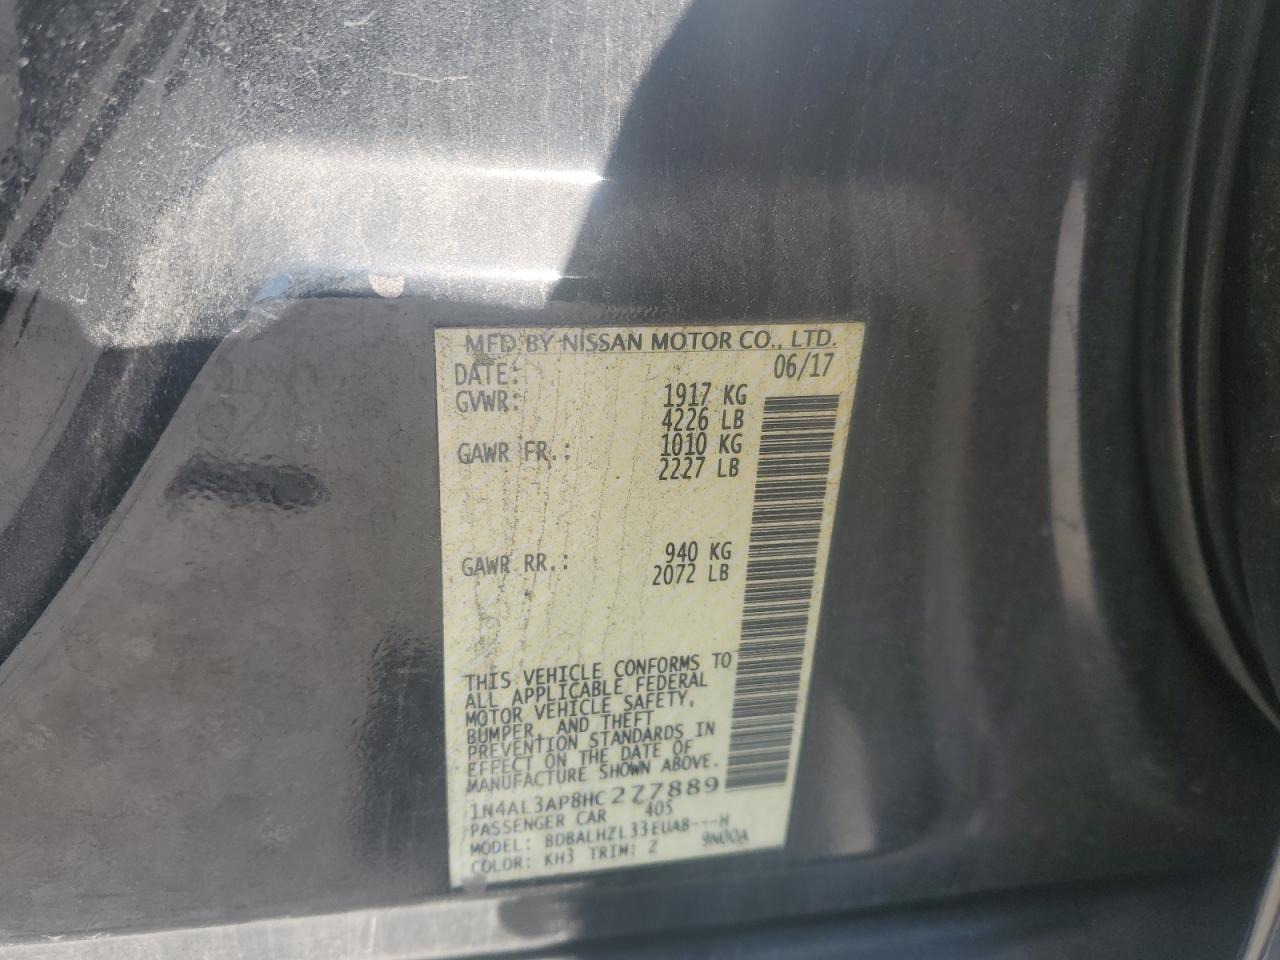 MFD BY NISSAN MOTOR CO., LTD.
DATE: 06/17
GVWR: 1917 KG
4226 LB
GAWR FR.: 1010 KG
2227 LB
GAWR RR.: 940 KG
2072 LB
THIS VEHICLE CONFORMS TO
ALL APPLICABLE FEDERAL
MOTOR VEHICLE SAFETY,
BUMPER, AND THEFT
PREVENTION STANDARDS IN
EFFECT ON THE DATE OF
MANUFACTURE SHOWN ABOVE.
1N4AL3AP8HC277889
PASSENGER CAR 405
MODEL: BDBALHZL33EUA8---H
COLOR: KH3 TRIM: Z 9N00A